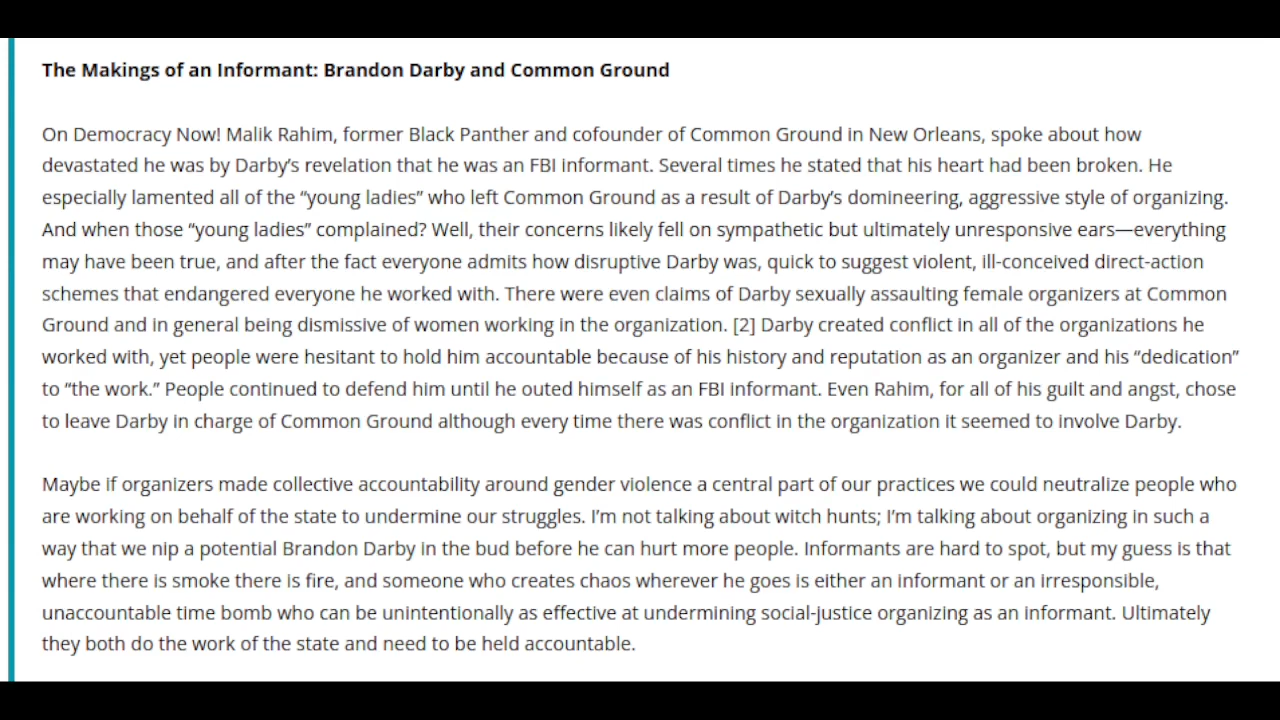 The Makings of an Informant: Brandon Darby and Common Ground
On Democracy Now! Malik Rahim, former Black Panther and cofounder of Common Ground in New Orleans, spoke about how
devastated he was by Darby’s revelation that he was an FBI informant. Several times he stated that his heart had been broken. He
especially lamented all of the “young ladies” who left Common Ground as a result of Darby’s domineering, aggressive style of organizing.
And when those “young ladies” complained? Well, their concerns likely fell on sympathetic but ultimately unresponsive ears—everything
may have been true, and after the fact everyone admits how disruptive Darby was, quick to suggest violent, ill-conceived direct-action
schemes that endangered everyone he worked with. There were even claims of Darby sexually assaulting female organizers at Common
Ground and in general being dismissive of women working in the organization. [2] Darby created conflict in all of the organizations he
worked with, yet people were hesitant to hold him accountable because of his history and reputation as an organizer and his “dedication”
to “the work.” People continued to defend him until he outed himself as an FBI informant. Even Rahim, for all of his guilt and angst, chose
to leave Darby in charge of Common Ground although every time there was conflict in the organization it seemed to involve Darby.
Maybe if organizers made collective accountability around gender violence a central part of our practices we could neutralize people who
are working on behalf of the state to undermine our struggles. I’m not talking about witch hunts; I’m talking about organizing in such a
way that we nip a potential Brandon Darby in the bud before he can hurt more people. Informants are hard to spot, but my guess is that
where there is smoke there is fire, and someone who creates chaos wherever he goes is either an informant or an irresponsible,
unaccountable time bomb who can be unintentionally as effective at undermining social-justice organizing as an informant. Ultimately
they both do the work of the state and need to be held accountable.